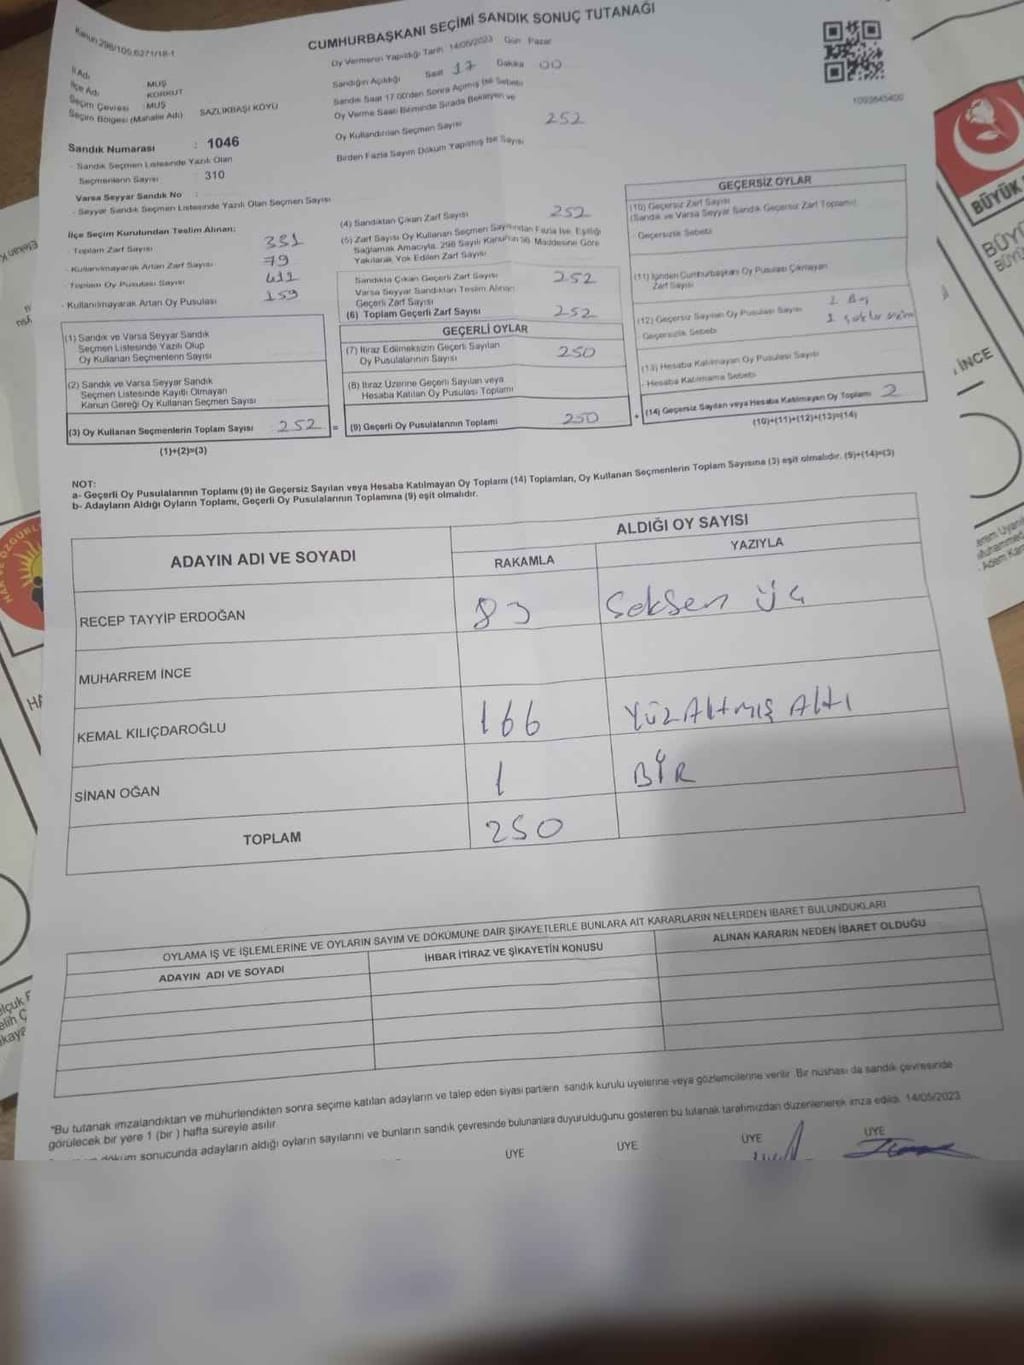 Kanun 298/105,6271/18-1
CUMHURBAŞKANI SEÇİMİ SANDIK SONUÇ TUTANAĞI
İl Adı MUŞ
İlçe Adı KORKUT
Seçim Çevresi : MUŞ
Seçim Bölgesi (Mahalle Adı) SAZLIKBAŞI KÖYÜ
Sandık Numarası : 1046
- Sandık Seçmen Listesinde Yazılı Olan
Seçmenlerin Sayısı 310
Varsa Seyyar Sandık No :
- Seyyar Sandık Seçmen Listesinde Yazılı Olan Seçmen Sayısı
Oy Vermenin Yapıldığı Tarih 14/05/2023 Gün Pazar
Sandığın Açıldığı Saat 17 Dakika 00
Sandık Saat 17:00'den Sonra Açılmış İse Sebebi
Oy Verme Saati Bitiminde Sırada Bekleyen ve
Oy Kullandırılan Seçmen Sayısı 252
Birden Fazla Sayım Döküm Yapılmış İse Sayısı
1093645400
İlçe Seçim Kurulundan Teslim Alınan;
- Toplam Zarf Sayısı 331
- Kullanılmayarak Artan Zarf Sayısı 79
- Toplam Oy Pusulası Sayısı 411
- Kullanılmayarak Artan Oy Pusulası 159
(1) Sandık ve Varsa Seyyar Sandık
Seçmen Listesinde Yazılı Olup
Oy Kullanan Seçmenlerin Sayısı
(2) Sandık ve Varsa Seyyar Sandık
Seçmen Listesinde Kayıtlı Olmayan
Kanun Gereği Oy Kullanan Seçmen Sayısı
(3) Oy Kullanan Seçmenlerin Toplam Sayısı 252 =
(1)+(2)=(3)
(4) Sandıktan Çıkan Zarf Sayısı 252
(5) Zarf Sayısı Oy Kullanan Seçmen Sayısından Fazla İse, Eşitliği
Sağlamak Amacıyla, 298 Sayılı Kanun'un 98. Maddesine Göre
Yakılarak Yok Edilen Zarf Sayısı
Sandıkta Çıkan Geçerli Zarf Sayısı 252
Varsa Seyyar Sandıktan Teslim Alınan
Geçerli Zarf Sayısı
(6) Toplam Geçerli Zarf Sayısı 252
GEÇERLİ OYLAR
(7) İtiraz Edilmeksizin Geçerli Sayılan
Oy Pusulalarının Sayısı 250
(8) İtiraz Üzerine Geçerli Sayılan veya
Hesaba Katılan Oy Pusulası Toplamı
(9) Geçerli Oy Pusulalarının Toplamı 250 +
GEÇERSİZ OYLAR
(10) Geçersiz Zarf Sayısı
(Sandık ve Varsa Seyyar Sandık Geçersiz Zarf Toplamı)
- Geçersizlik Sebebi
(11) İçinden Cumhurbaşkanı Oy Pusulası Çıkmayan
Zarf Sayısı
(12) Geçersiz Sayılan Oy Pusulası Sayısı 1 Boş
- Geçersizlik Sebebi 1
(13) Hesaba Katılmayan Oy Pusulası Sayısı
- Hesaba Katılmama Sebebi
(14) Geçersiz Sayılan veya Hesaba Katılmayan Oy Toplamı 2
(10)+(11)+(12)+(13)=(14)
NOT:
a- Geçerli Oy Pusulalarının Toplamı (9) ile Geçersiz Sayılan veya Hesaba Katılmayan Oy Toplamı (14) Toplamları, Oy Kullanan Seçmenlerin Toplam Sayısına (3) eşit olmalıdır. (9)+(14)=(3)
b- Adayların Aldığı Oyların Toplamı, Geçerli Oy Pusulalarının Toplamına (9) eşit olmalıdır.
ADAYIN ADI VE SOYADI
ALDIĞI OY SAYISI
RAKAMLA YAZIYLA
RECEP TAYYİP ERDOĞAN 83 Seksen üç
MUHARREM İNCE
KEMAL KILIÇDAROĞLU 166 YüzAltmış Altı
SİNAN OĞAN 1 BİR
TOPLAM 250
OYLAMA İŞ VE İŞLEMLERİNE VE OYLARIN SAYIM VE DÖKÜMÜNE DAİR ŞİKAYETLERLE BUNLARA AİT KARARLARIN NELERDEN İBARET BULUNDUKLARI
ADAYIN ADI VE SOYADI İHBAR İTİRAZ VE ŞİKAYETİN KONUSU ALINAN KARARIN NEDEN İBARET OLDUĞU
"Bu tutanak imzalandıktan ve mühürlendikten sonra seçime katılan adayların ve talep eden siyasi partilerin sandık kurulu üyelerine veya gözlemcilerine verilir. Bir nüshası da sandık çevresinde
görülecek bir yere 1 (bir ) hafta süreyle asılır.
döküm sonucunda adayların aldığı oyların sayılarını ve bunların sandık çevresinde bulunanlara duyurulduğunu gösteren bu tutanak tarafımızdan düzenlenerek imza edildi. 14/05/2023
ÜYE ÜYE ÜYE ÜYE
BÜYÜK
BÜYÜ
BÜYÜ
İNCE
Muhammed
Adem Kar
HAK VE ÖZGÜRL
HA
elçuk
kaya